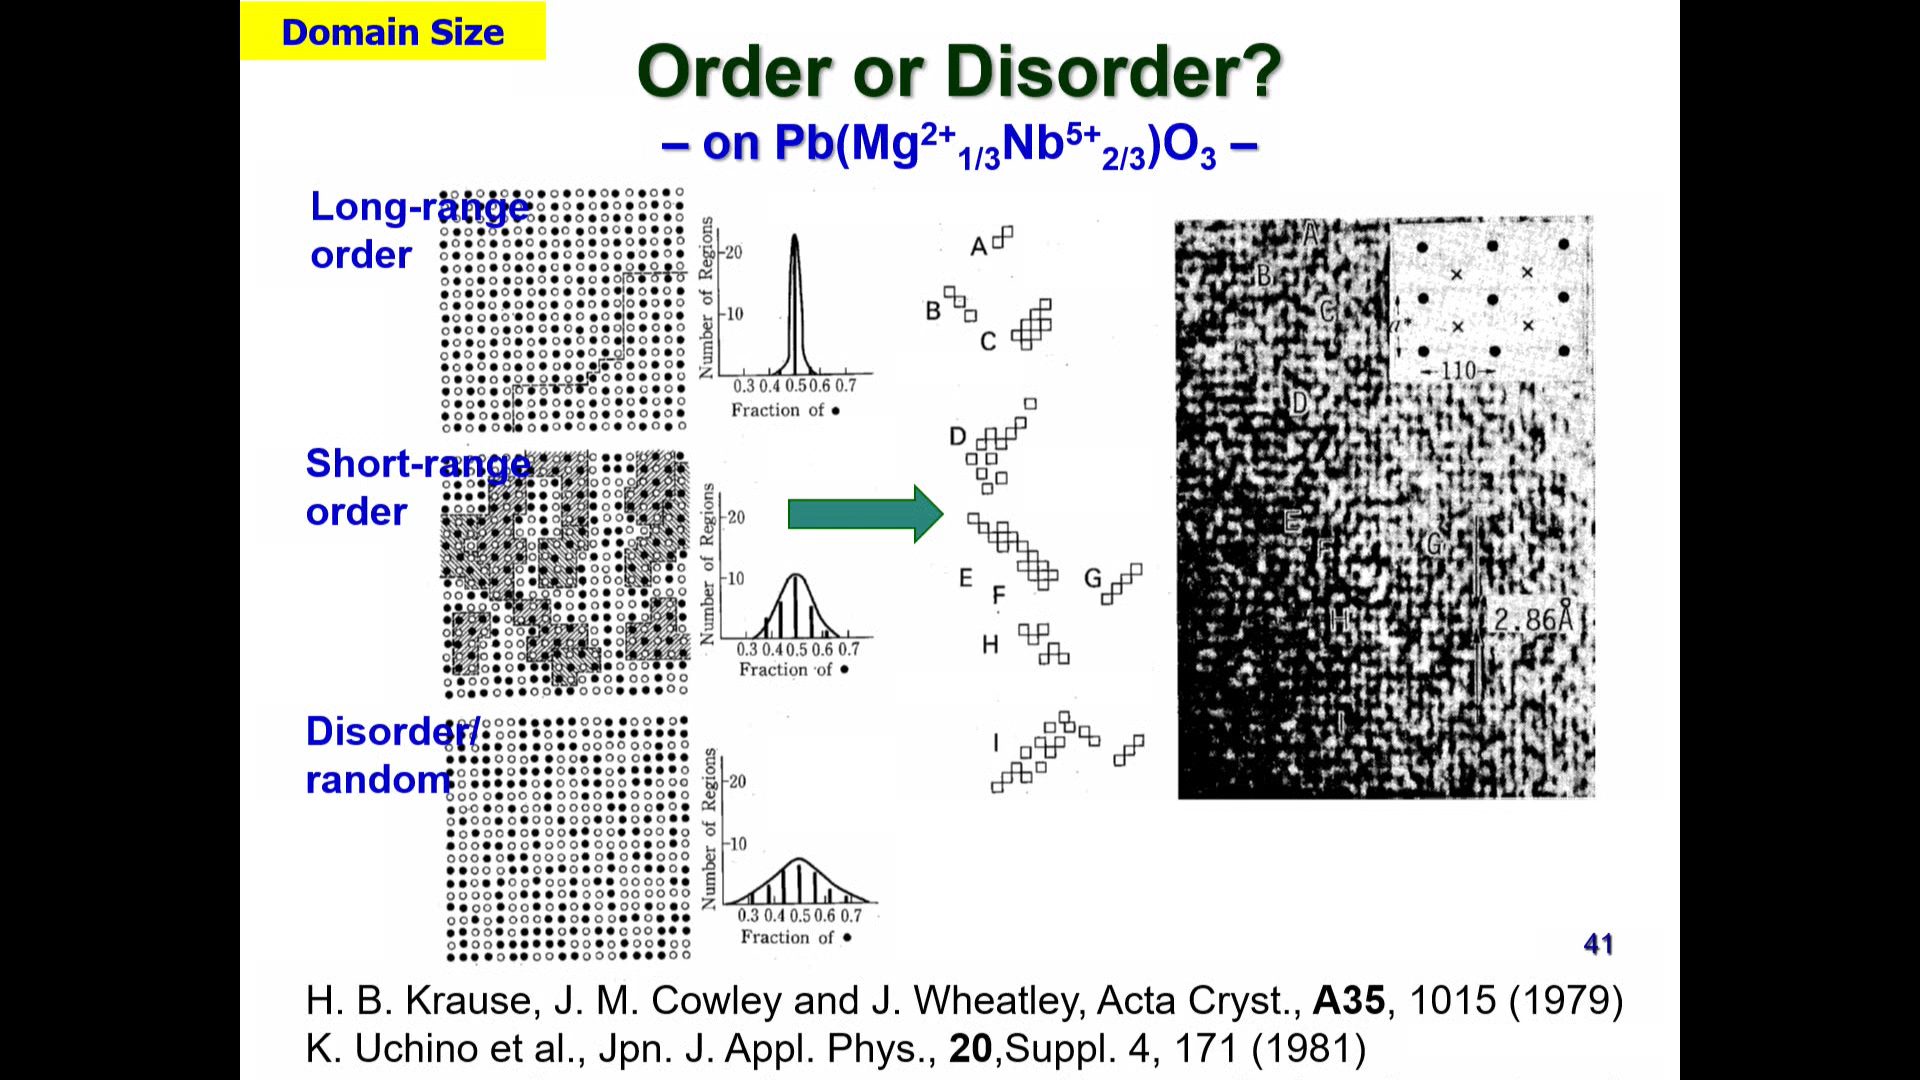 Domain Size
Order or Disorder?
– on Pb(Mg²⁺₁/₃Nb⁵⁺₂/₃)O₃ –
Long-range
order
Number of Regions
20
10
0.3 0.4 0.5 0.6 0.7
Fraction of ●
Short-range
order
Number of Regions
20
10
0.3 0.4 0.5 0.6 0.7
Fraction of ●
Disorder/
random
Number of Regions
20
10
0.3 0.4 0.5 0.6 0.7
Fraction of ●
A
B
C
D
E
F
G
H
I
A
B
C
D
E
F
G
H
I
a*
110
2.86Å
41
H. B. Krause, J. M. Cowley and J. Wheatley, Acta Cryst., A35, 1015 (1979)
K. Uchino et al., Jpn. J. Appl. Phys., 20,Suppl. 4, 171 (1981)